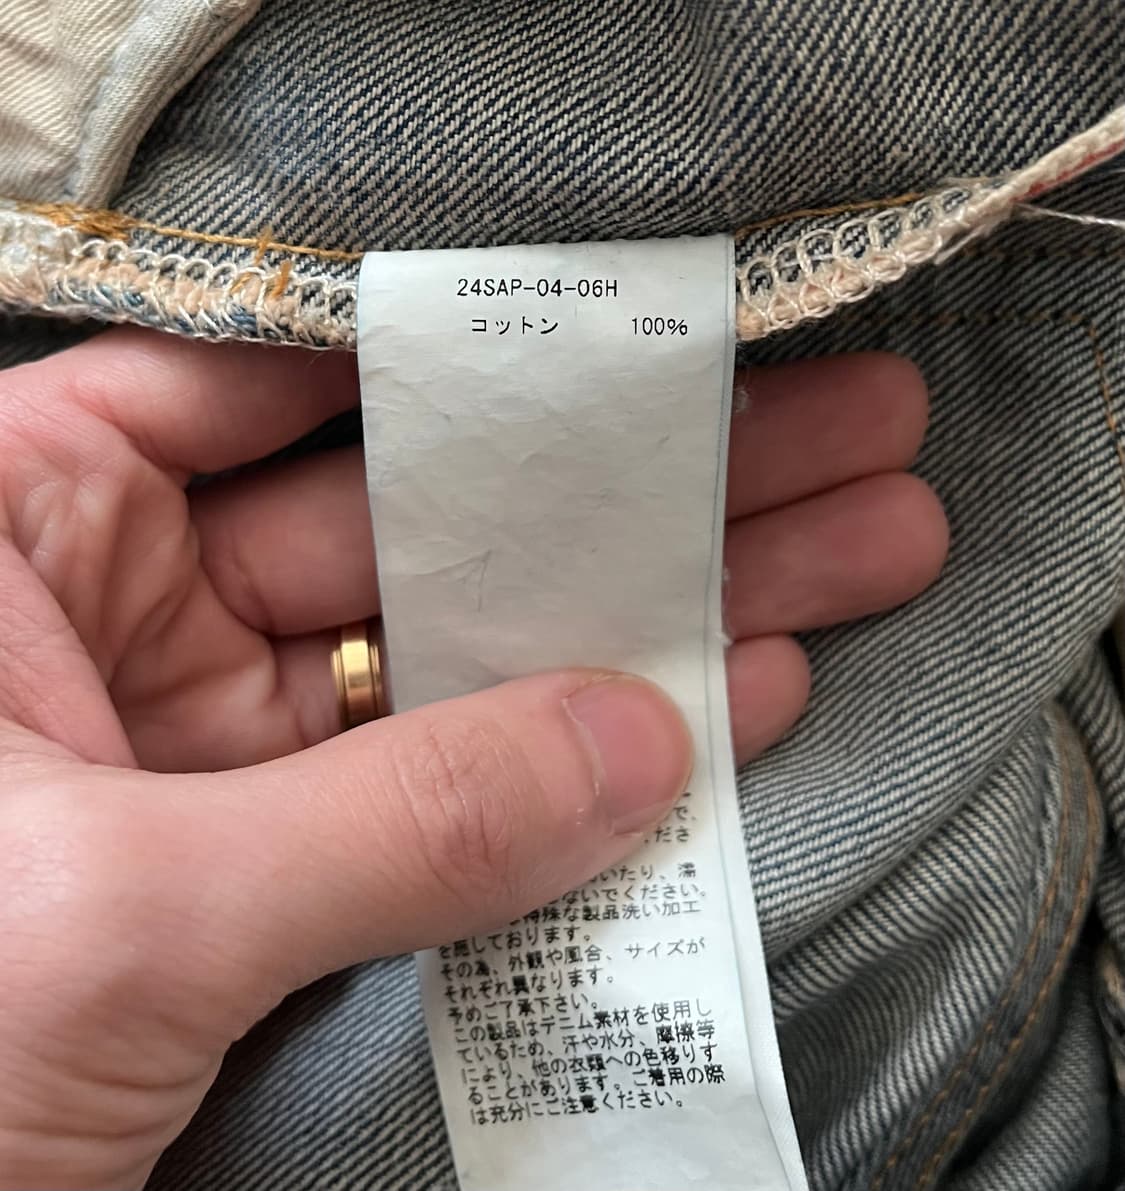 24SAP-04-06H
コットン 100%
で、
ださ
いたり、濡
ないでください。
特殊な製品洗い加工
を施しております。
その為、外観や風合、サイズが
それぞれ異なります。
予めご了承下さい。
この製品はデニム素材を使用し
ているため、汗や水分、摩擦等
により、他の衣類への色移りす
ることがあります。ご着用の際
は充分にご注意ください。